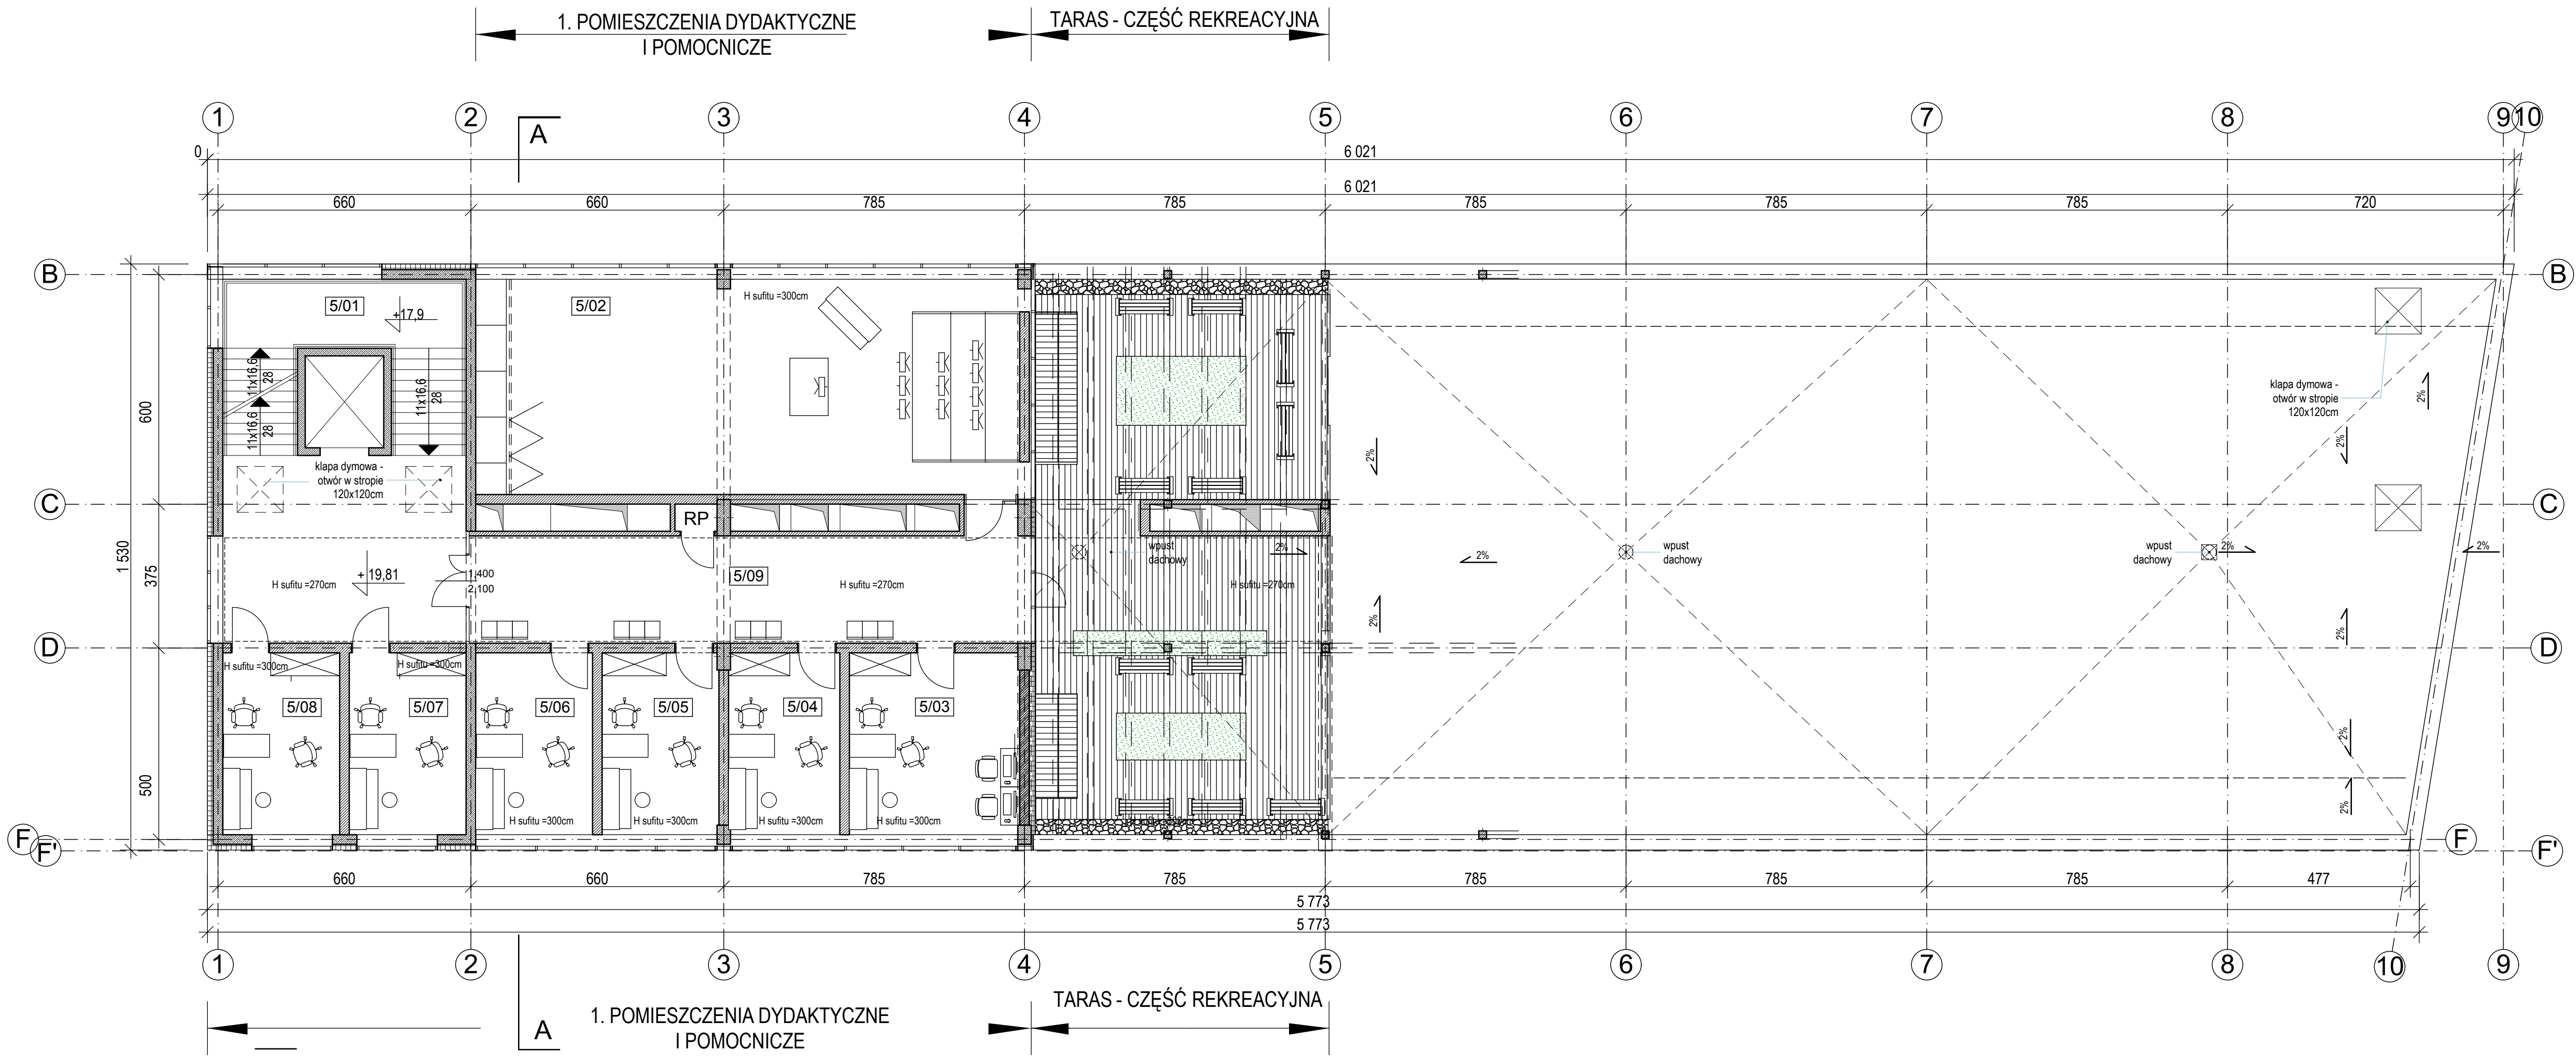 1. POMIESZCZENIA DYDAKTYCZNE
I POMOCNICZE
TARAS - CZĘŚĆ REKREACYJNA
1 2 3 4 5 6 7 8 9 10
A
0
6 021
6 021
660 660 785 785 785 785 785 720
B
B
5/01
+17,9
5/02
H sufitu =300cm
11x16,6
28
11x16,6
28
11x16,6
28
600
klapa dymowa -
otwór w stropie
120x120cm
klapa dymowa -
otwór w stropie
120x120cm
2%
2%
2%
C
C
RP
1 530
375
H sufitu =270cm
+ 19,81
1,400
2,100
5/09
H sufitu =270cm
wpust
dachowy
2%
H sufitu =270cm
2%
wpust
dachowy
wpust
dachowy
2%
2%
2%
2%
D
D
H sufitu =300cm
H sufitu =300cm
5/08
5/07
5/06
5/05
5/04
5/03
2%
2%
500
H sufitu =300cm
H sufitu =300cm
H sufitu =300cm
H sufitu =300cm
F
F'
F
F'
660 660 785 785 785 785 785 477
5 773
5 773
1 2 3 4 5 6 7 8 10 9
A
1. POMIESZCZENIA DYDAKTYCZNE
I POMOCNICZE
TARAS - CZĘŚĆ REKREACYJNA